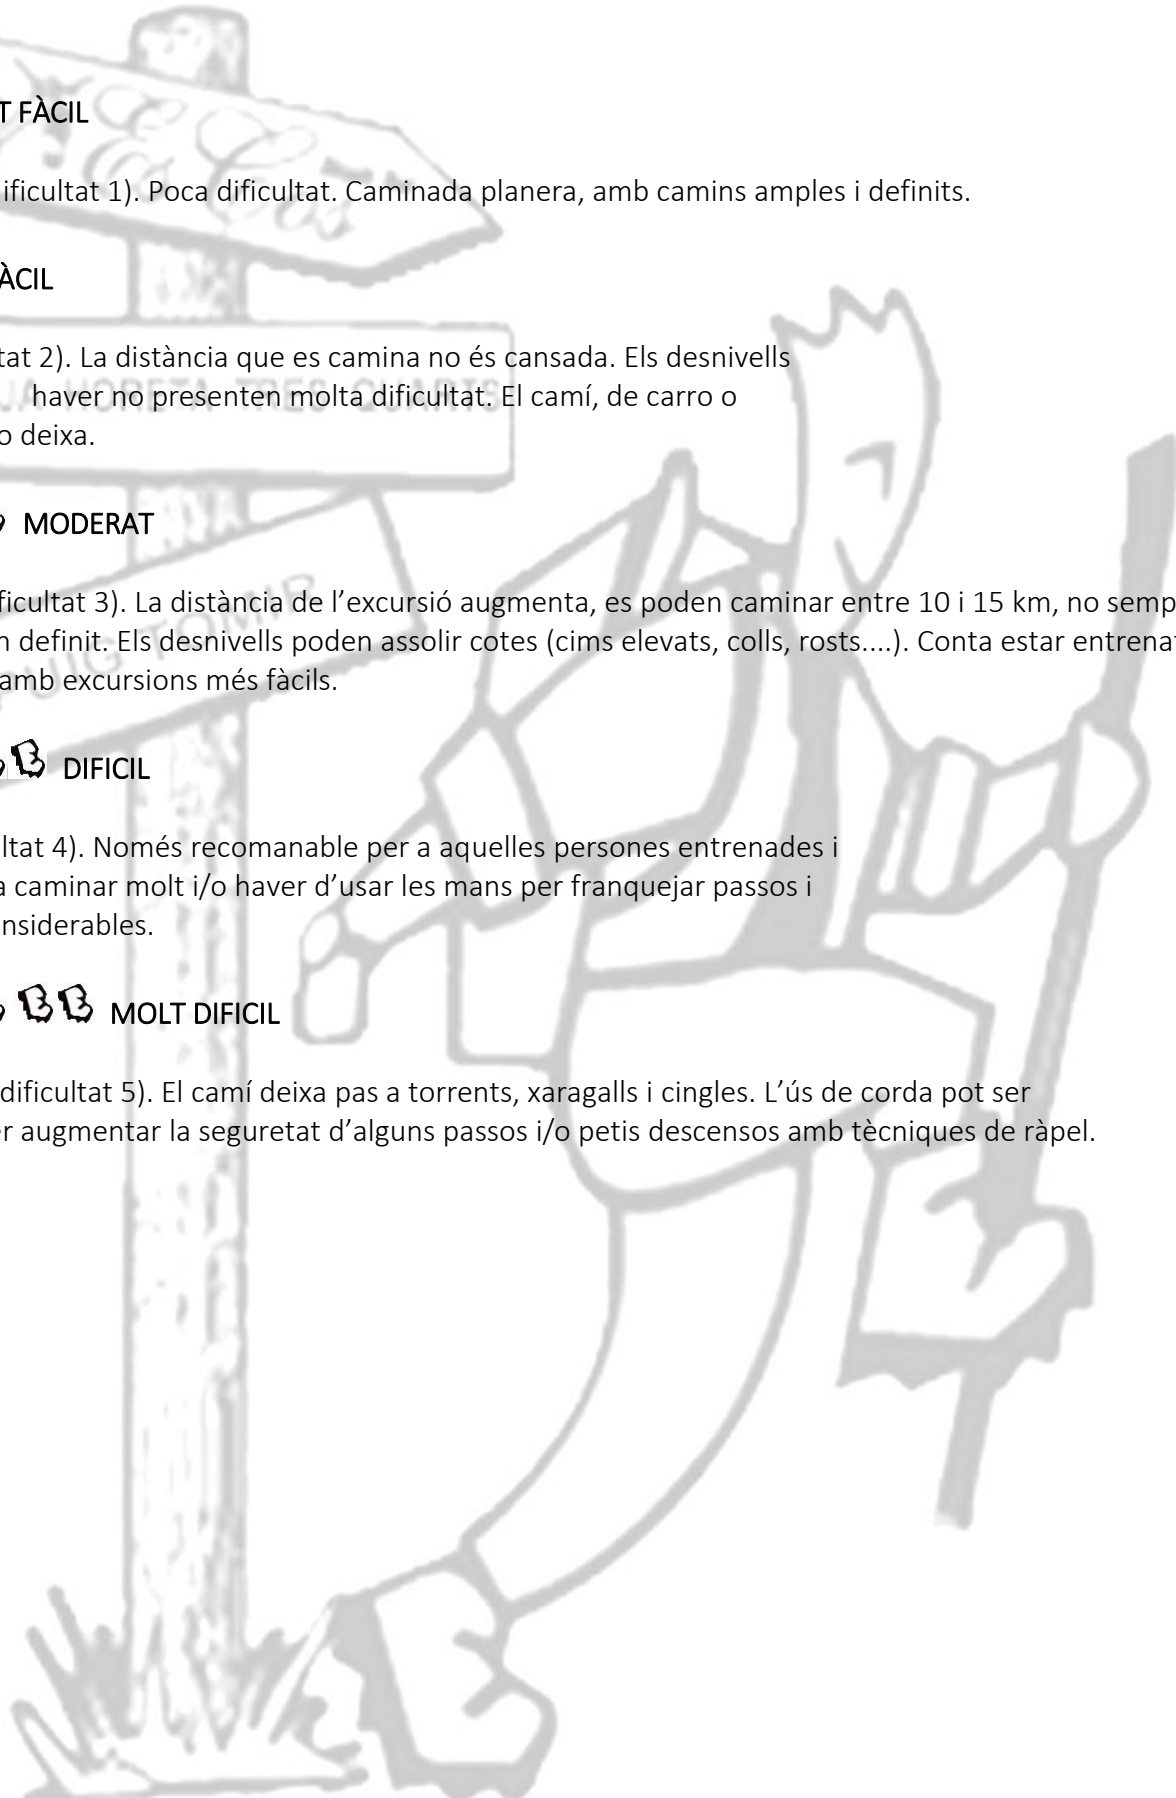 T FÀCIL
ificultat 1). Poca dificultat. Caminada planera, amb camins amples i definits.
ÀCIL
tat 2). La distància que es camina no és cansada. Els desnivells
haver no presenten molta dificultat. El camí, de carro o
o deixa.
MODERAT
ficultat 3). La distància de l’excursió augmenta, es poden caminar entre 10 i 15 km, no semp
n definit. Els desnivells poden assolir cotes (cims elevats, colls, rosts....). Conta estar entrenat
amb excursions més fàcils.
DIFICIL
ltat 4). Només recomanable per a aquelles persones entrenades i
a caminar molt i/o haver d’usar les mans per franquejar passos i
nsiderables.
MOLT DIFICIL
dificultat 5). El camí deixa pas a torrents, xaragalls i cingles. L’ús de corda pot ser
er augmentar la seguretat d’alguns passos i/o petis descensos amb tècniques de ràpel.
HORETA TRES QUARTS
PUIG TOMIR